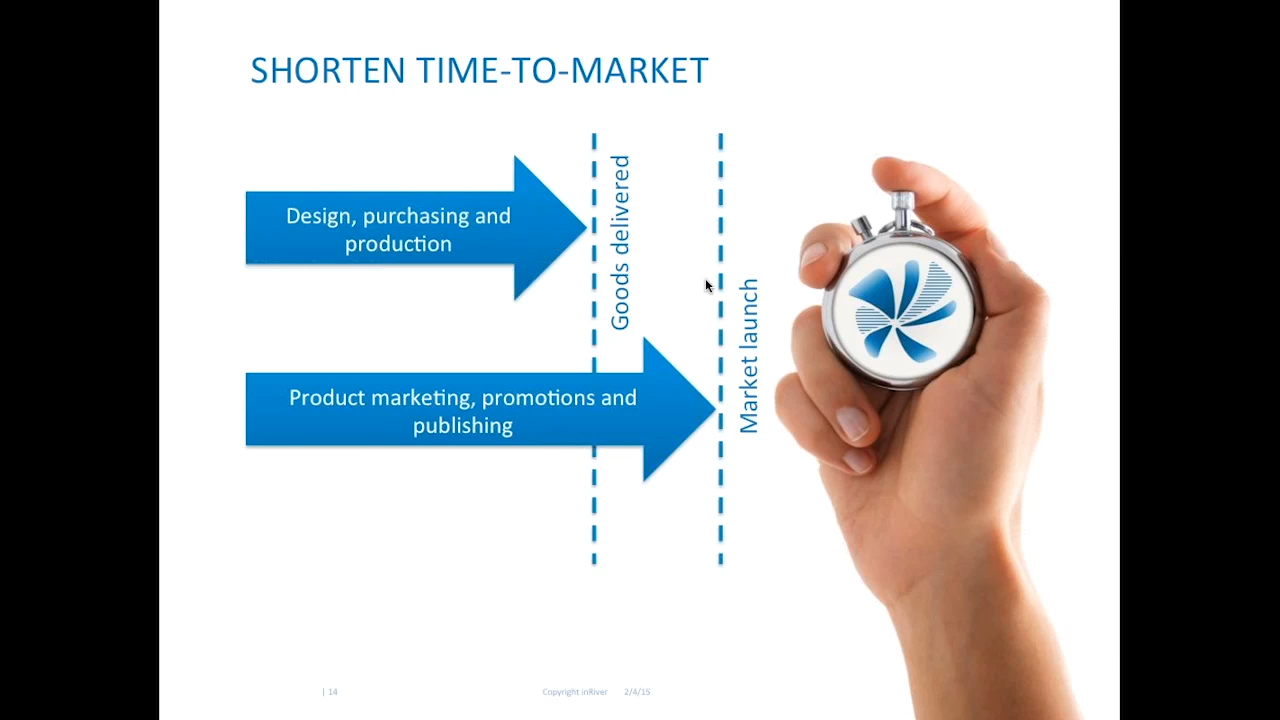 SHORTEN TIME-TO-MARKET
Design, purchasing and
production
Goods delivered
Market launch
Product marketing, promotions and
publishing
| 14
Copyright inRiver
2/4/15